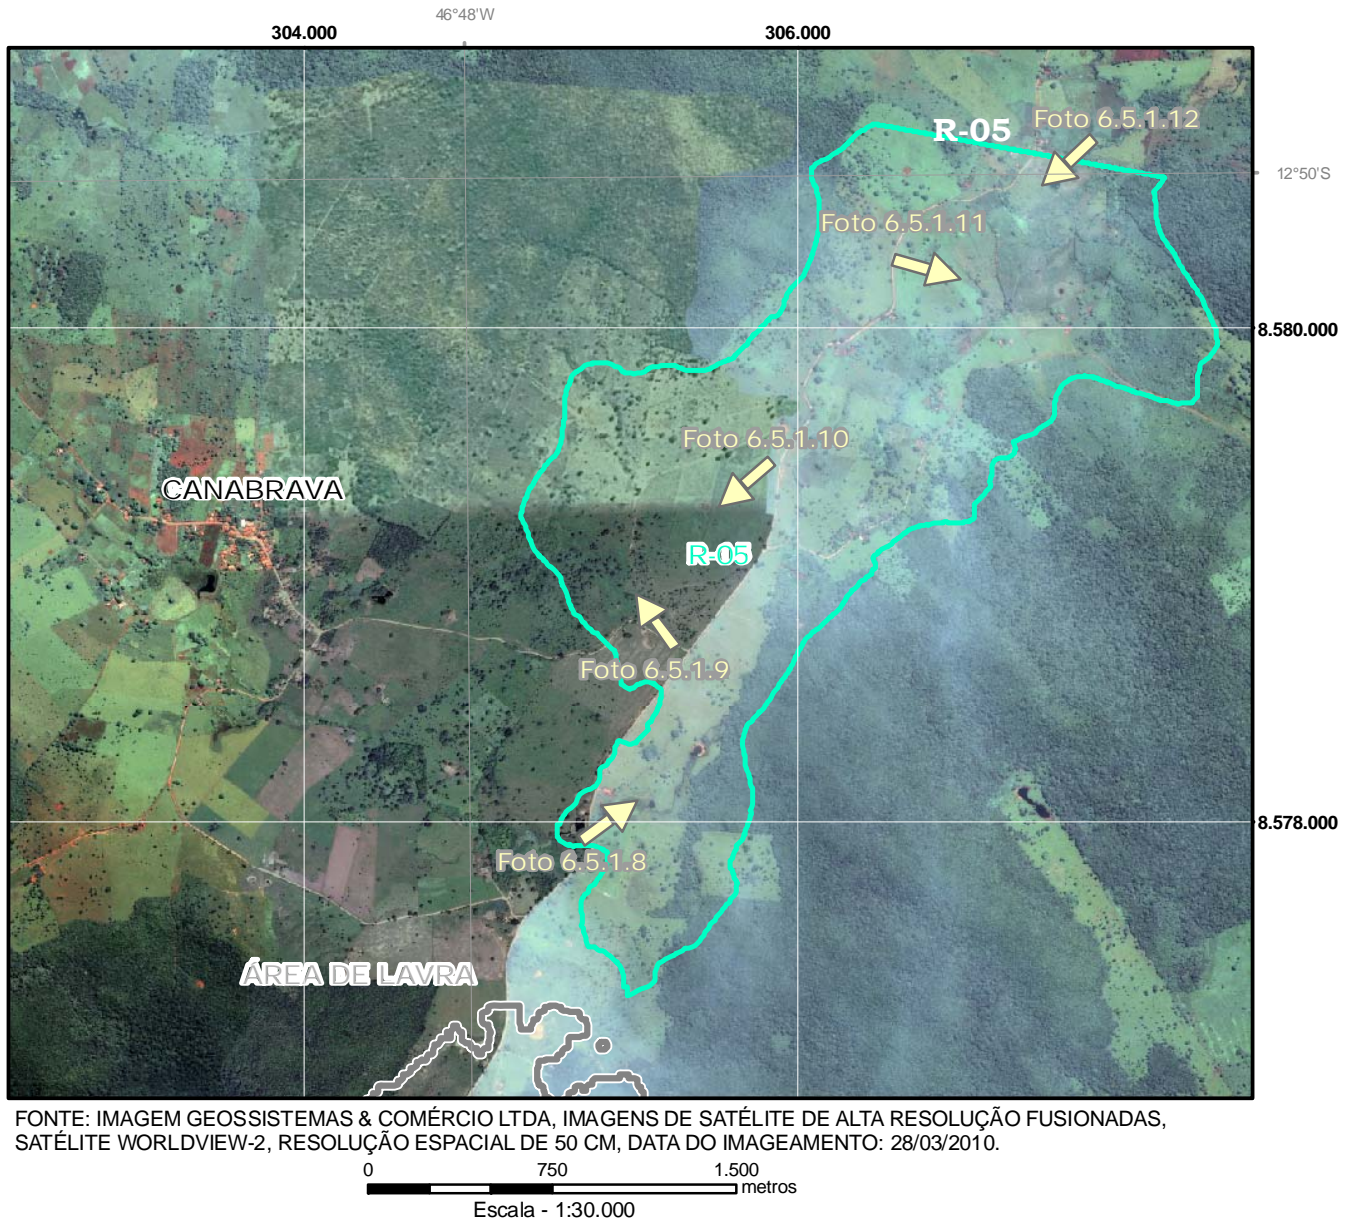 46°48'W
304.000
306.000
R-05
Foto 6.5.1.12
12°50'S
Foto 6.5.1.11
8.580.000
Foto 6.5.1.10
CANABRAVA
R-05
Foto 6.5.1.9
8.578.000
Foto 6.5.1.8
ÁREA DE LAVRA
FONTE: IMAGEM GEOSSISTEMAS & COMÉRCIO LTDA, IMAGENS DE SATÉLITE DE ALTA RESOLUÇÃO FUSIONADAS,
SATÉLITE WORLDVIEW-2, RESOLUÇÃO ESPACIAL DE 50 CM, DATA DO IMAGEAMENTO: 28/03/2010.
0 750 1.500
metros
Escala - 1:30.000